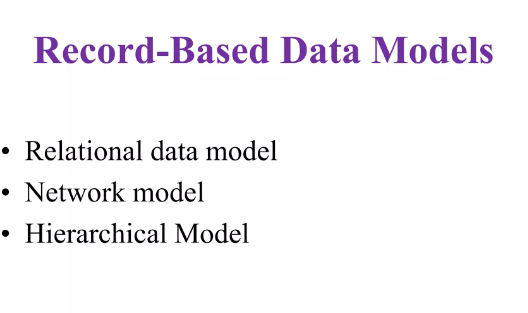 Record-Based Data Models
• Relational data model
• Network model
• Hierarchical Model